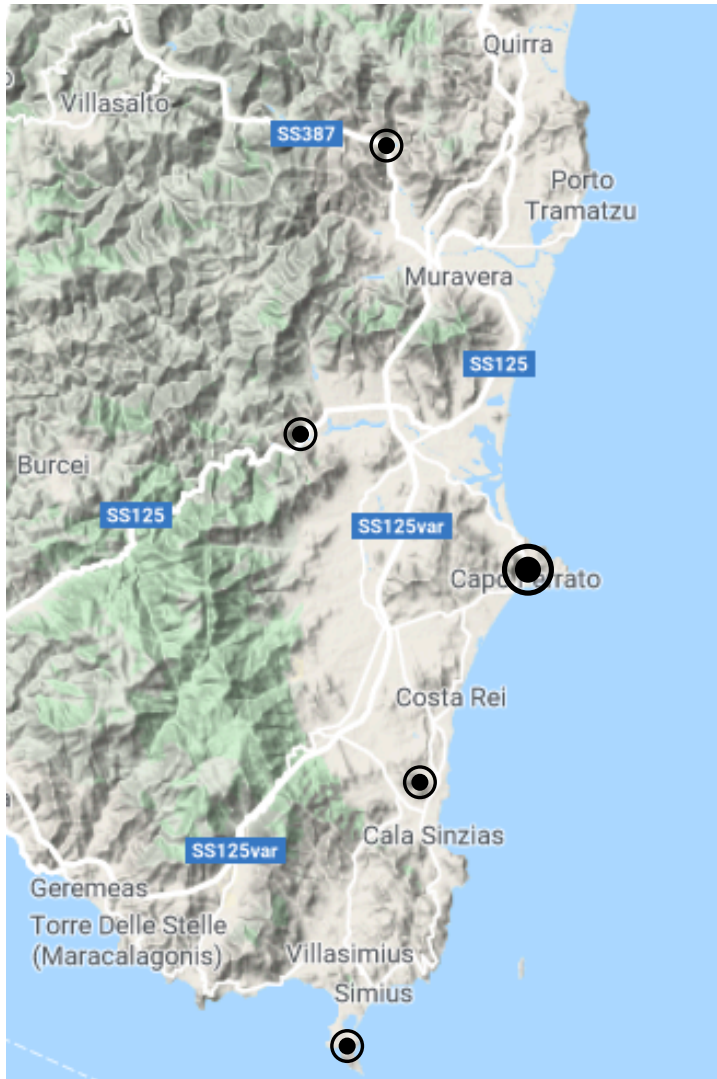 Quirra
Villasalto
SS387
Porto
Tramatzu
Muravera
SS125
Burcei
SS125
SS125var
Costa Rei
Cala Sinzias
SS125var
Geremeas
Torre Delle Stelle
(Maracalagonis)
Villasimius
Simius